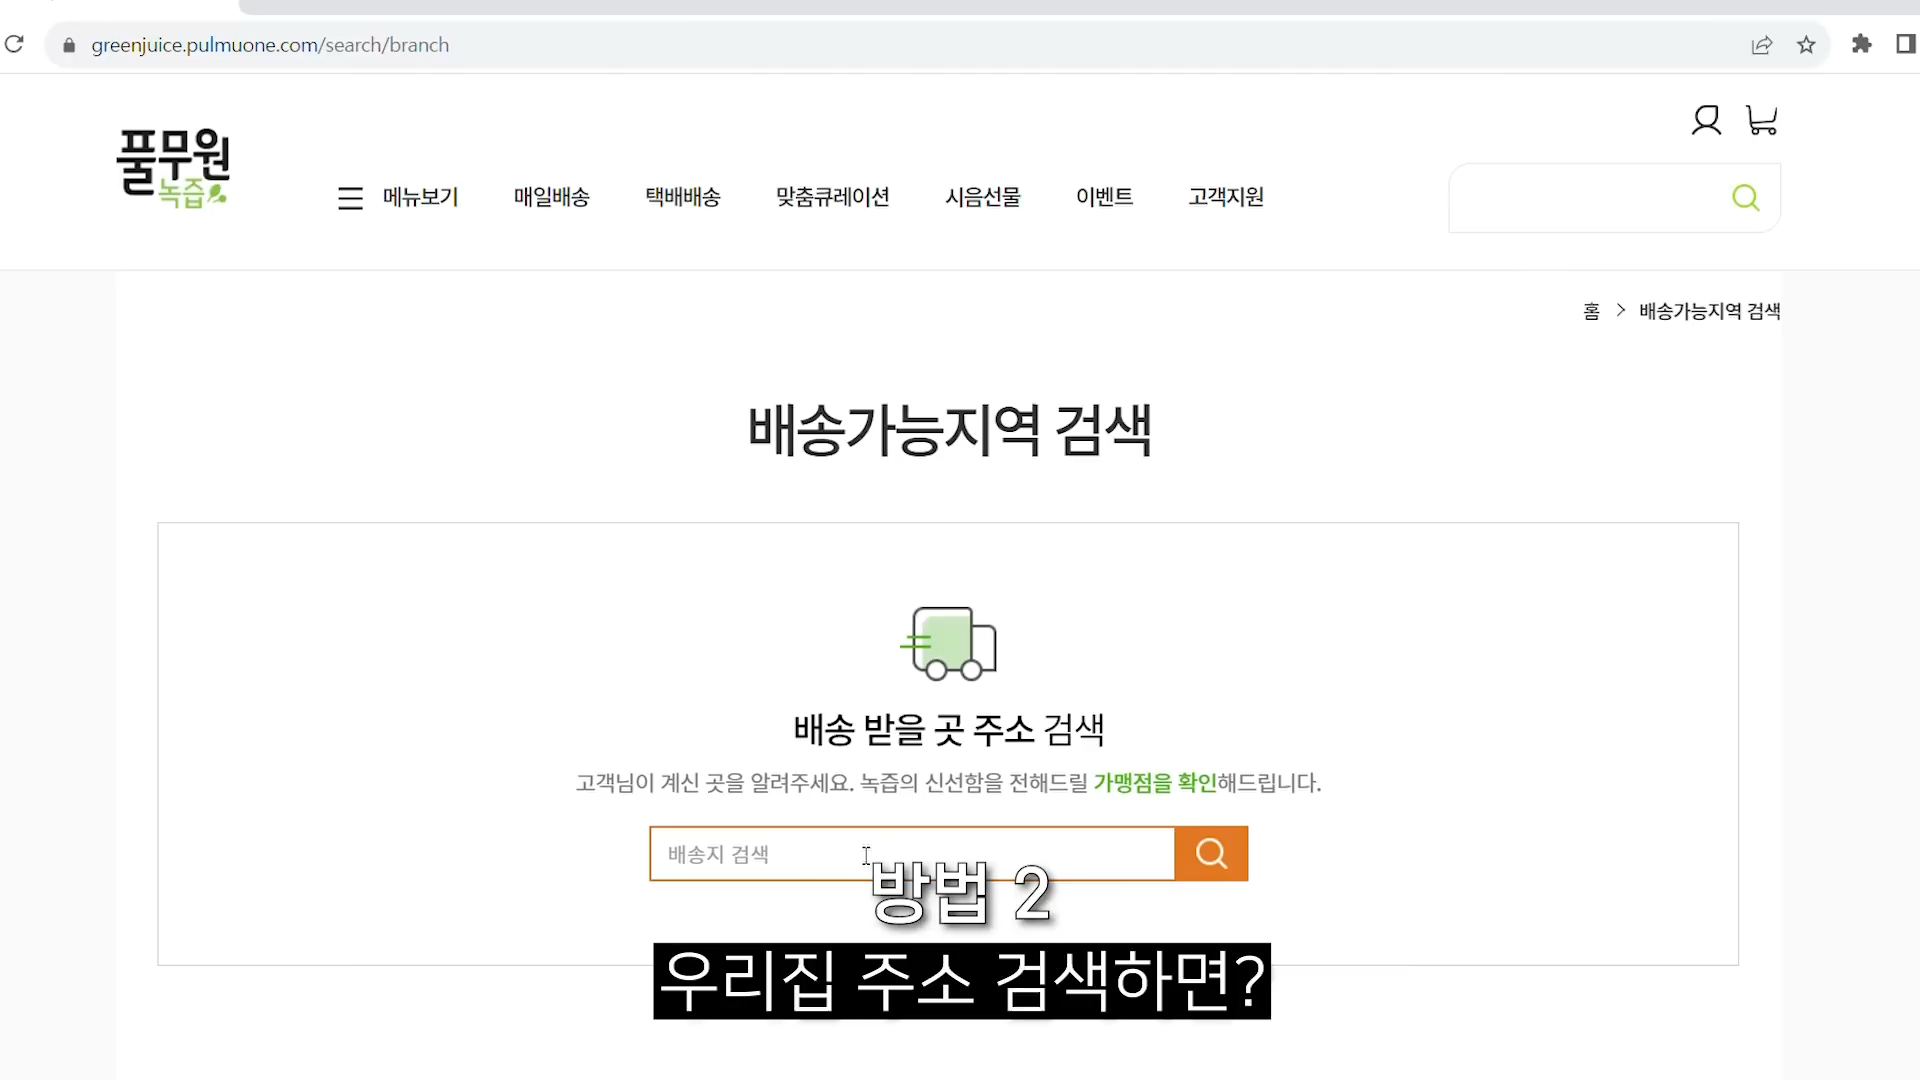 greenjuice.pulmuone.com/search/branch
풀무원
녹즙
메뉴보기 매일배송 택배배송 맞춤큐레이션 시음선물 이벤트 고객지원
홈 > 배송가능지역 검색
배송가능지역 검색
배송 받을 곳 주소 검색
고객님이 계신 곳을 알려주세요. 녹즙의 신선함을 전해드릴 가맹점을 확인해드립니다.
배송지 검색
방법 2
우리집 주소 검색하면?